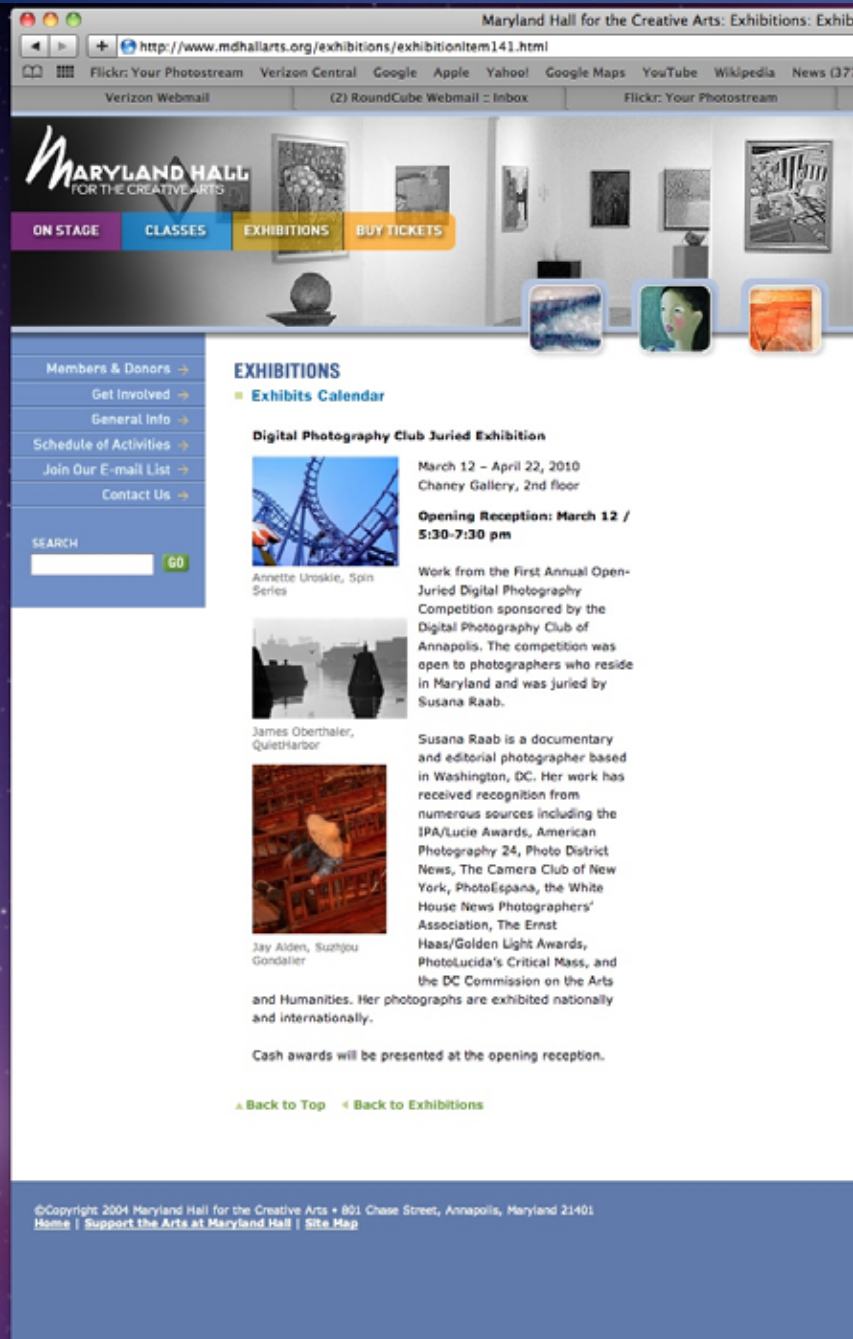 Maryland Hall for the Creative Arts: Exhibitions: Exhib
http://www.mdhallarts.org/exhibitions/exhibitionItem141.html
Flickr: Your Photostream Verizon Central Google Apple Yahoo! Google Maps YouTube Wikipedia News (37
Verizon Webmail (2) RoundCube Webmail :: Inbox Flickr: Your Photostream
MARYLAND HALL
FOR THE CREATIVE ARTS
ON STAGE CLASSES EXHIBITIONS BUY TICKETS
Members & Donors
Get Involved
General Info
Schedule of Activities
Join Our E-mail List
Contact Us
SEARCH
GO
EXHIBITIONS
Exhibits Calendar
Digital Photography Club Juried Exhibition
Annette Uroskie, Spin
Series
James Oberthaler,
QuietHarbor
Jay Alden, Suzhjou
Gondalier
March 12 – April 22, 2010
Chaney Gallery, 2nd floor
Opening Reception: March 12 /
5:30-7:30 pm
Work from the First Annual Open-
Juried Digital Photography
Competition sponsored by the
Digital Photography Club of
Annapolis. The competition was
open to photographers who reside
in Maryland and was juried by
Susana Raab.
Susana Raab is a documentary
and editorial photographer based
in Washington, DC. Her work has
received recognition from
numerous sources including the
IPA/Lucie Awards, American
Photography 24, Photo District
News, The Camera Club of New
York, PhotoEspana, the White
House News Photographers'
Association, The Ernst
Haas/Golden Light Awards,
PhotoLucida's Critical Mass, and
the DC Commission on the Arts
and Humanities. Her photographs are exhibited nationally
and internationally.
Cash awards will be presented at the opening reception.
Back to Top Back to Exhibitions
©Copyright 2004 Maryland Hall for the Creative Arts • 801 Chase Street, Annapolis, Maryland 21401
Home | Support the Arts at Maryland Hall | Site Map